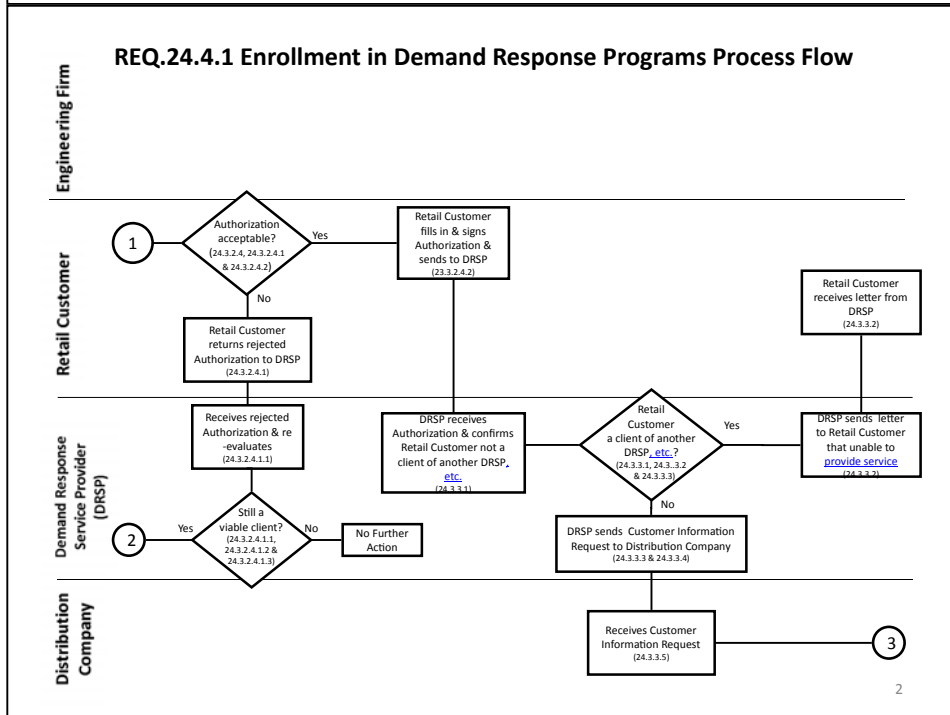 REQ.24.4.1 Enrollment in Demand Response Programs Process Flow
Engineering Firm
Retail Customer
1
Authorization
acceptable?
(24.3.2.4, 24.3.2.4.1
& 24.3.2.4.2)
Yes
No
Retail Customer
fills in & signs
Authorization &
sends to DRSP
(23.3.2.4.2)
Retail Customer
returns rejected
Authorization to DRSP
(24.3.2.4.1)
Retail Customer
receives letter from
DRSP
(24.3.3.2)
Demand Response
Service Provider
(DRSP)
Receives rejected
Authorization & re
-evaluates
(24.3.2.4.1.1)
DRSP receives
Authorization & confirms
Retail Customer not a
client of another DRSP,
etc.
(24.3.3.1)
Retail
Customer
a client of another
DRSP, etc.?
(24.3.3.1, 24.3..3.2
& 24.3.3.3)
Yes
No
DRSP sends letter
to Retail Customer
that unable to
provide service
(24.3.3.2)
2
Yes
Still a
viable client?
(24.3.2.4.1.1,
24.3.2.4.1.2 &
24.3.2.4.1.3)
No
No Further
Action
DRSP sends Customer Information
Request to Distribution Company
(24.3.3.3 & 24.3.3.4)
Distribution
Company
Receives Customer
Information Request
(24.3.3.5)
3
2